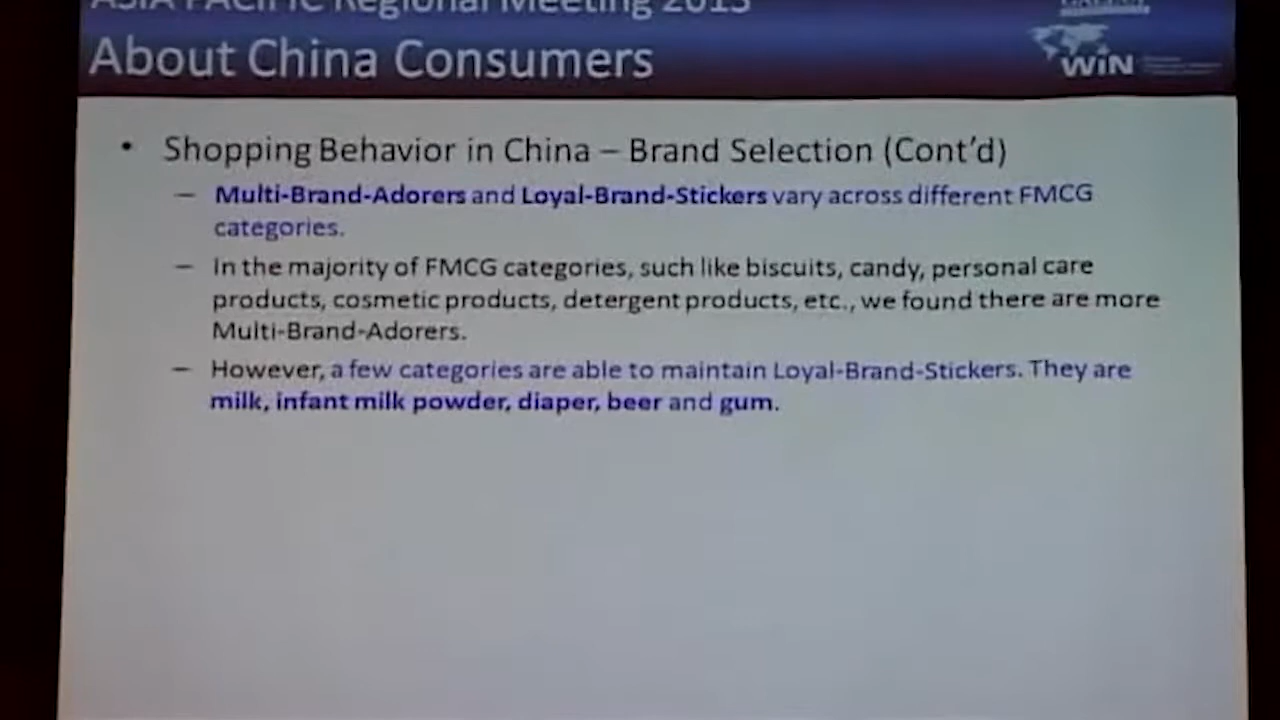 ASIA PACIFIC Regional Meeting 2013
About China Consumers
WiN
• Shopping Behavior in China – Brand Selection (Cont’d)
– Multi-Brand-Adorers and Loyal-Brand-Stickers vary across different FMCG
categories.
– In the majority of FMCG categories, such like biscuits, candy, personal care
products, cosmetic products, detergent products, etc., we found there are more
Multi-Brand-Adorers.
– However, a few categories are able to maintain Loyal-Brand-Stickers. They are
milk, infant milk powder, diaper, beer and gum.